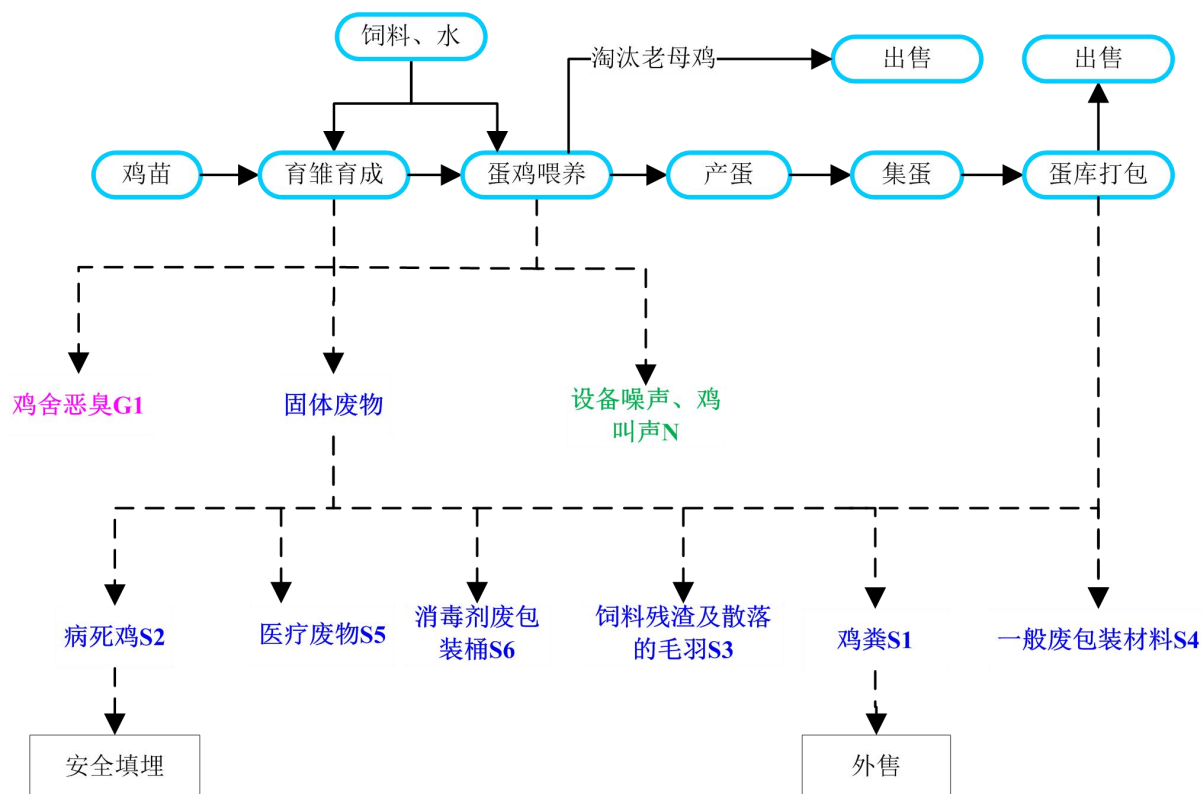 饲料、水
淘汰老母鸡
出售
出售
鸡苗
育雏育成
蛋鸡喂养
产蛋
集蛋
蛋库打包
鸡舍恶臭G1
固体废物
设备噪声、鸡
叫声N
病死鸡S2
医疗废物S5
消毒剂废包
装桶S6
饲料残渣及散落
的毛羽S3
鸡粪S1
一般废包装材料S4
安全填埋
外售